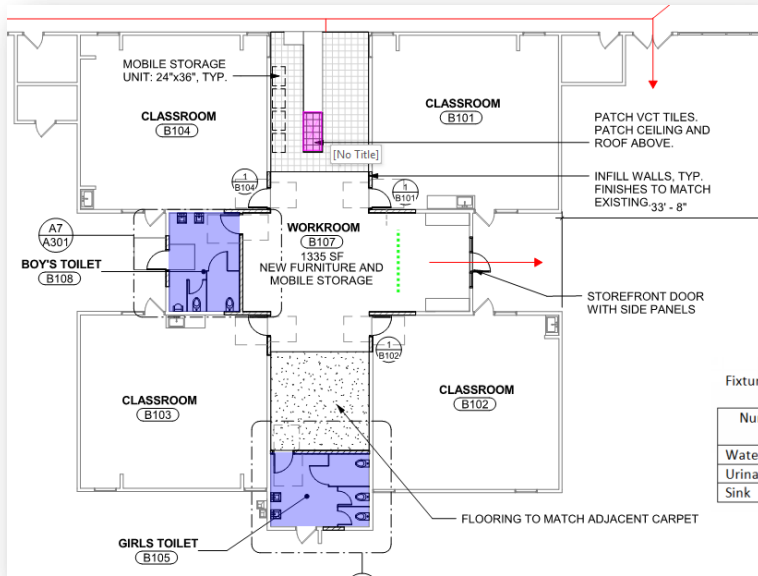 MOBILE STORAGE
UNIT: 24"x36", TYP.
CLASSROOM
B104
CLASSROOM
B101
PATCH VCT TILES.
PATCH CEILING AND
ROOF ABOVE.
[No Title]
1
B104
1
B101
INFILL WALLS, TYP.
FINISHES TO MATCH
EXISTING.
33' - 8"
A7
A301
WORKROOM
B107
1335 SF
NEW FURNITURE AND
MOBILE STORAGE
BOY'S TOILET
B108
STOREFRONT DOOR
WITH SIDE PANELS
1
B102
CLASSROOM
B103
CLASSROOM
B102
Fixtur
Nu
Wate
Urina
Sink
FLOORING TO MATCH ADJACENT CARPET
GIRLS TOILET
B105